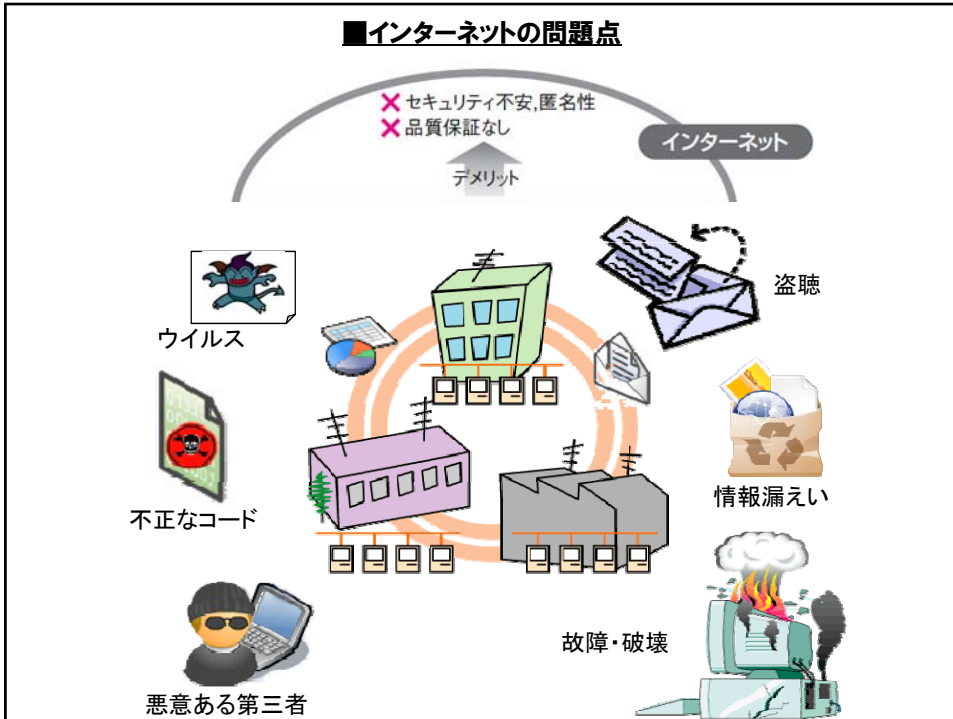 ■インターネットの問題点
✕ セキュリティ不安,匿名性
✕ 品質保証なし
インターネット
デメリット
盗聴
ウイルス
情報漏えい
不正なコード
故障・破壊
悪意ある第三者